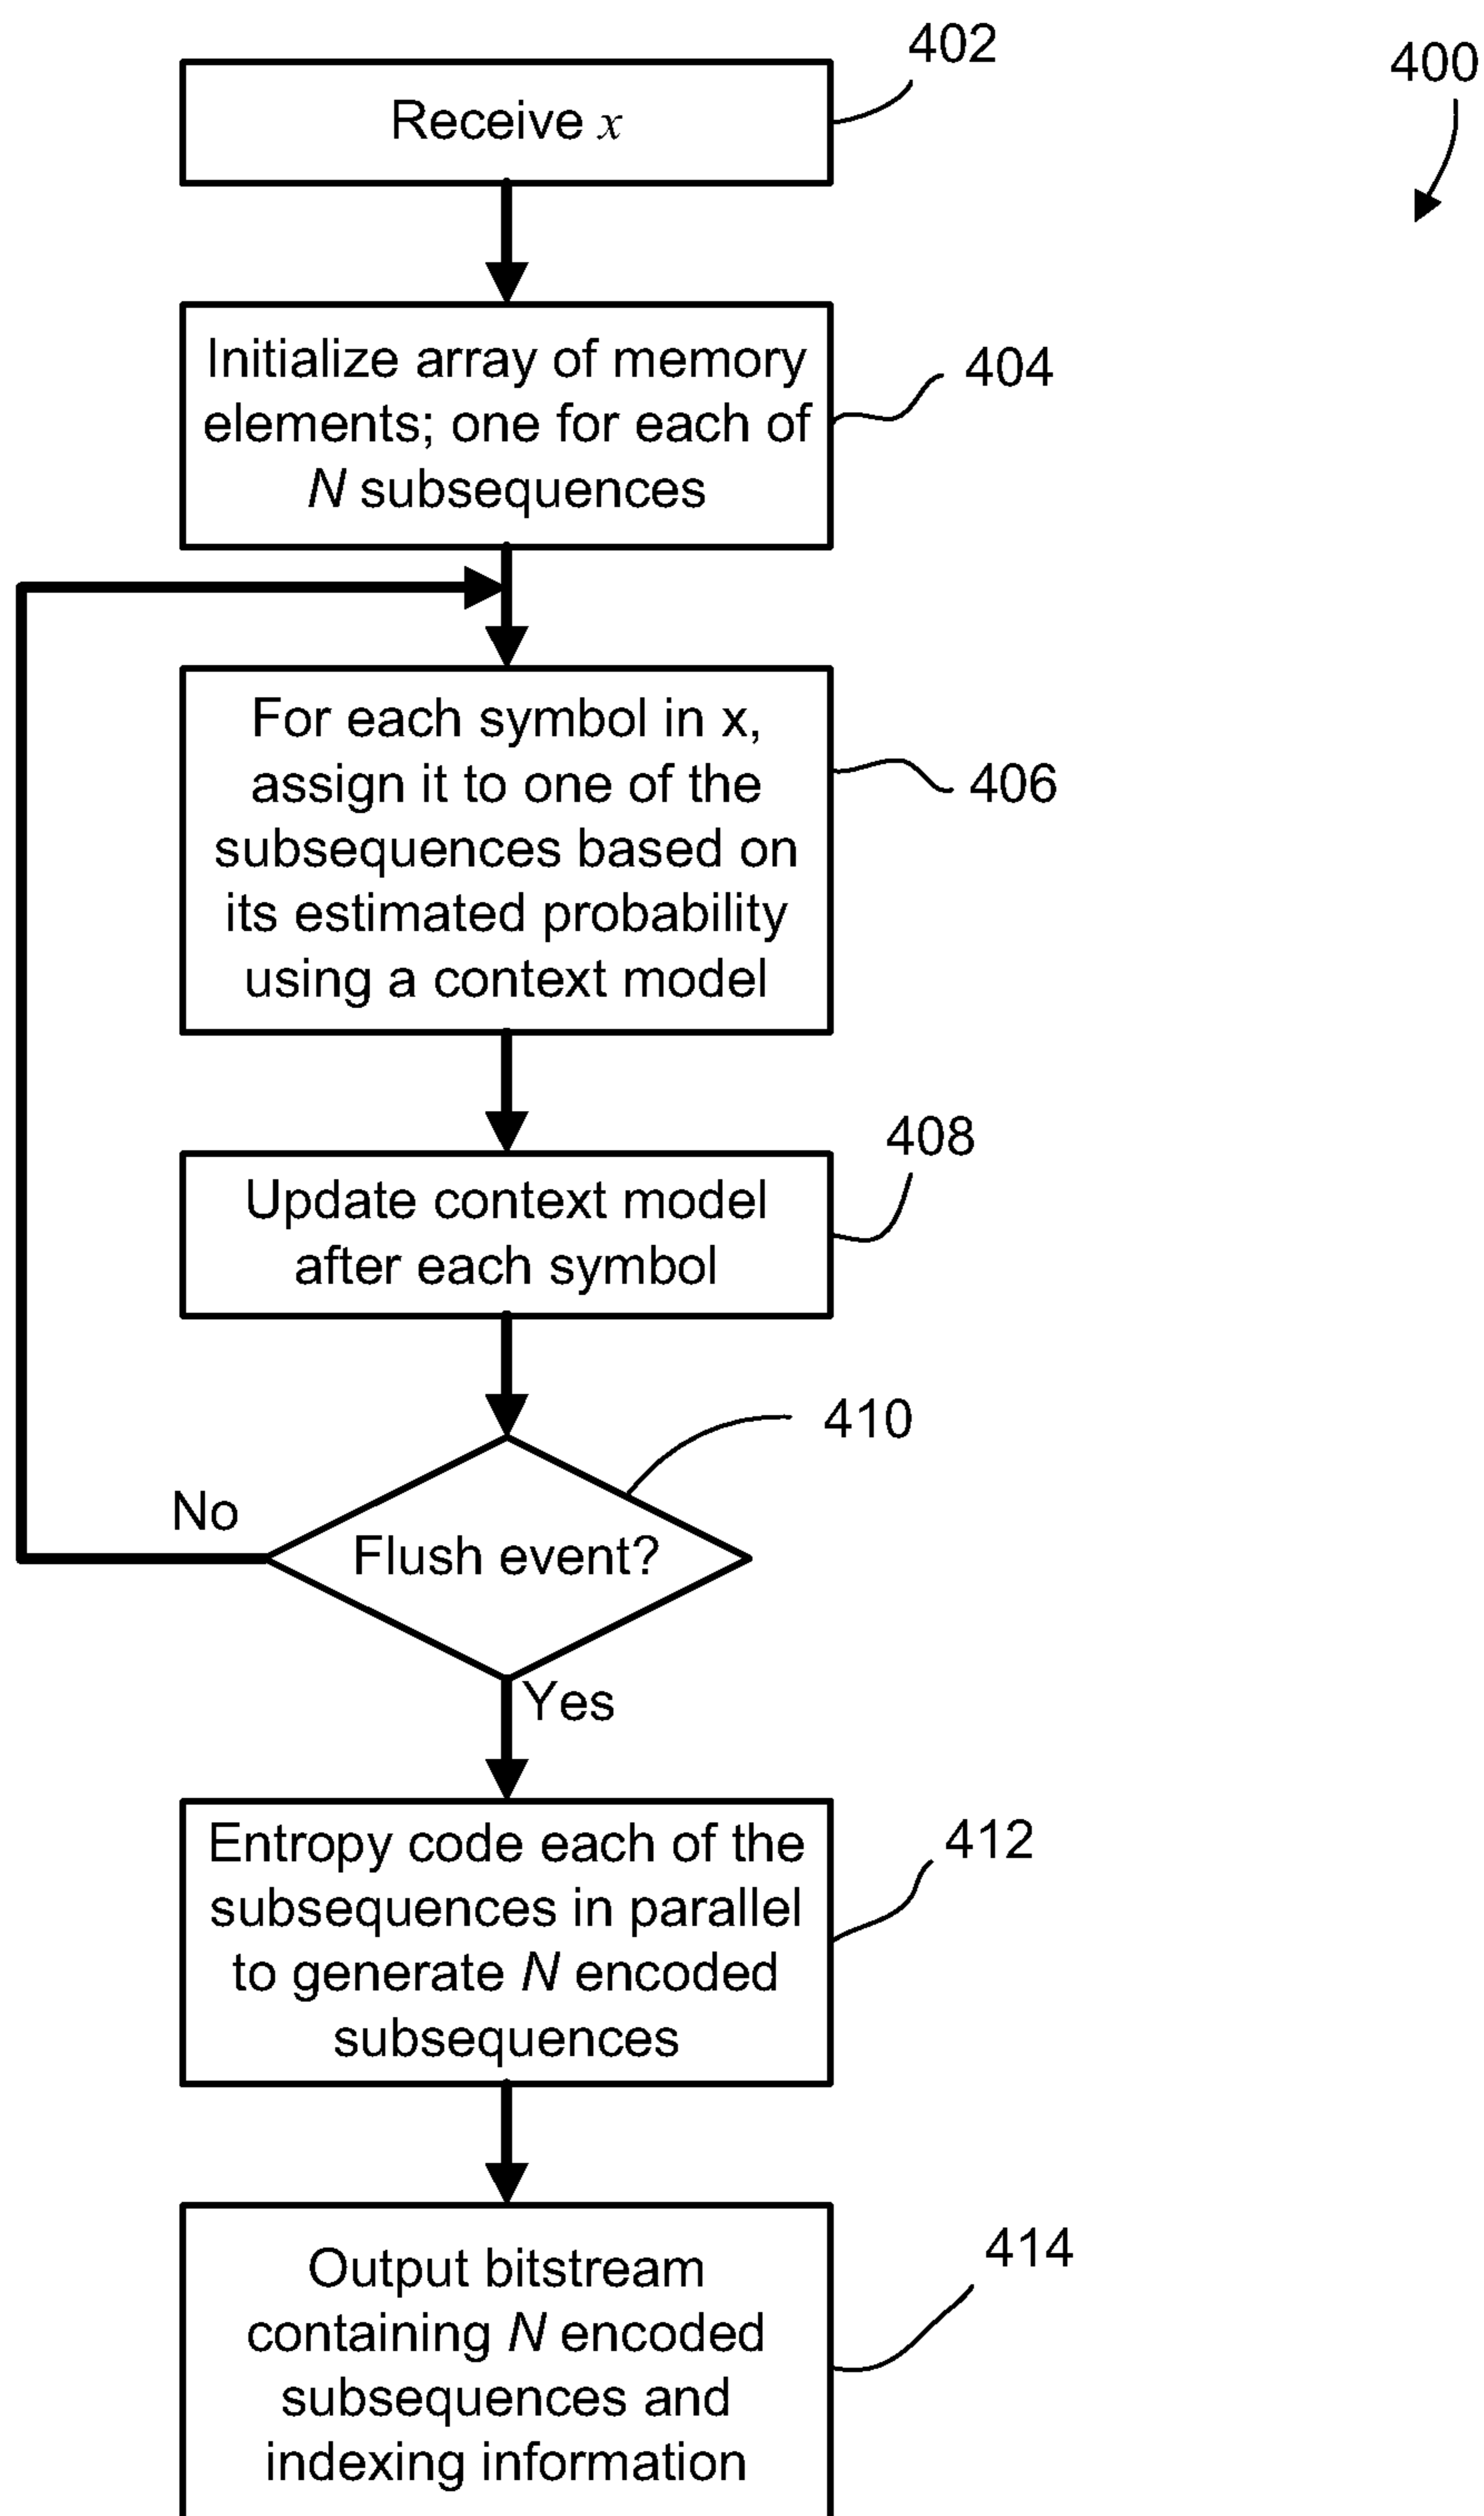 402
400
Receive x
Initialize array of memory
elements; one for each of
N subsequences
404
For each symbol in x,
assign it to one of the
subsequences based on
its estimated probability
using a context model
406
408
Update context model
after each symbol
410
No
Flush event?
Yes
Entropy code each of the
subsequences in parallel
to generate N encoded
subsequences
412
Output bitstream
containing N encoded
subsequences and
indexing information
414